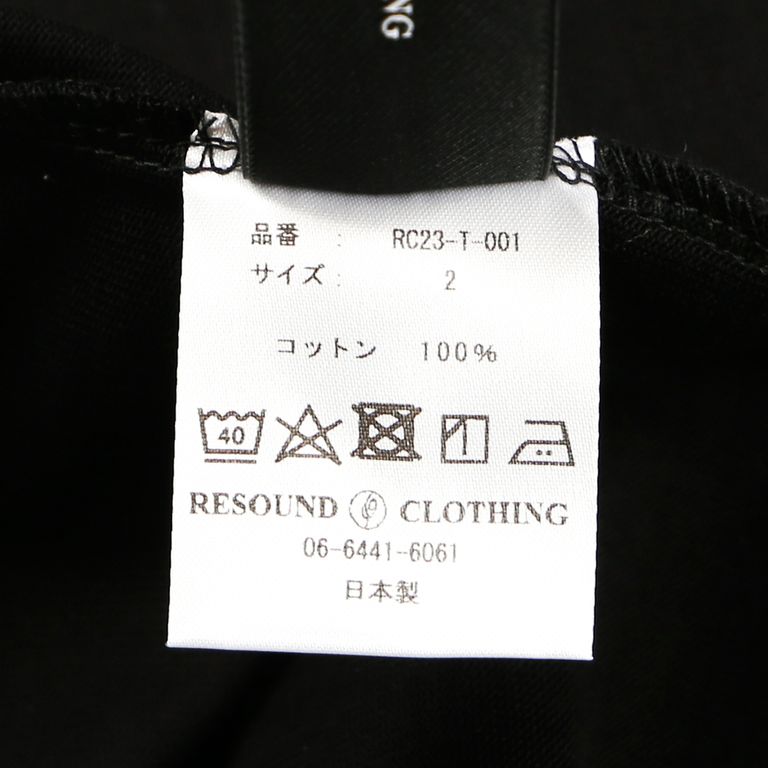 NG
品番 : RC23-T-001
サイズ : 2
コットン 100%
40
RESOUND CLOTHING
06-6441-6061
日本製